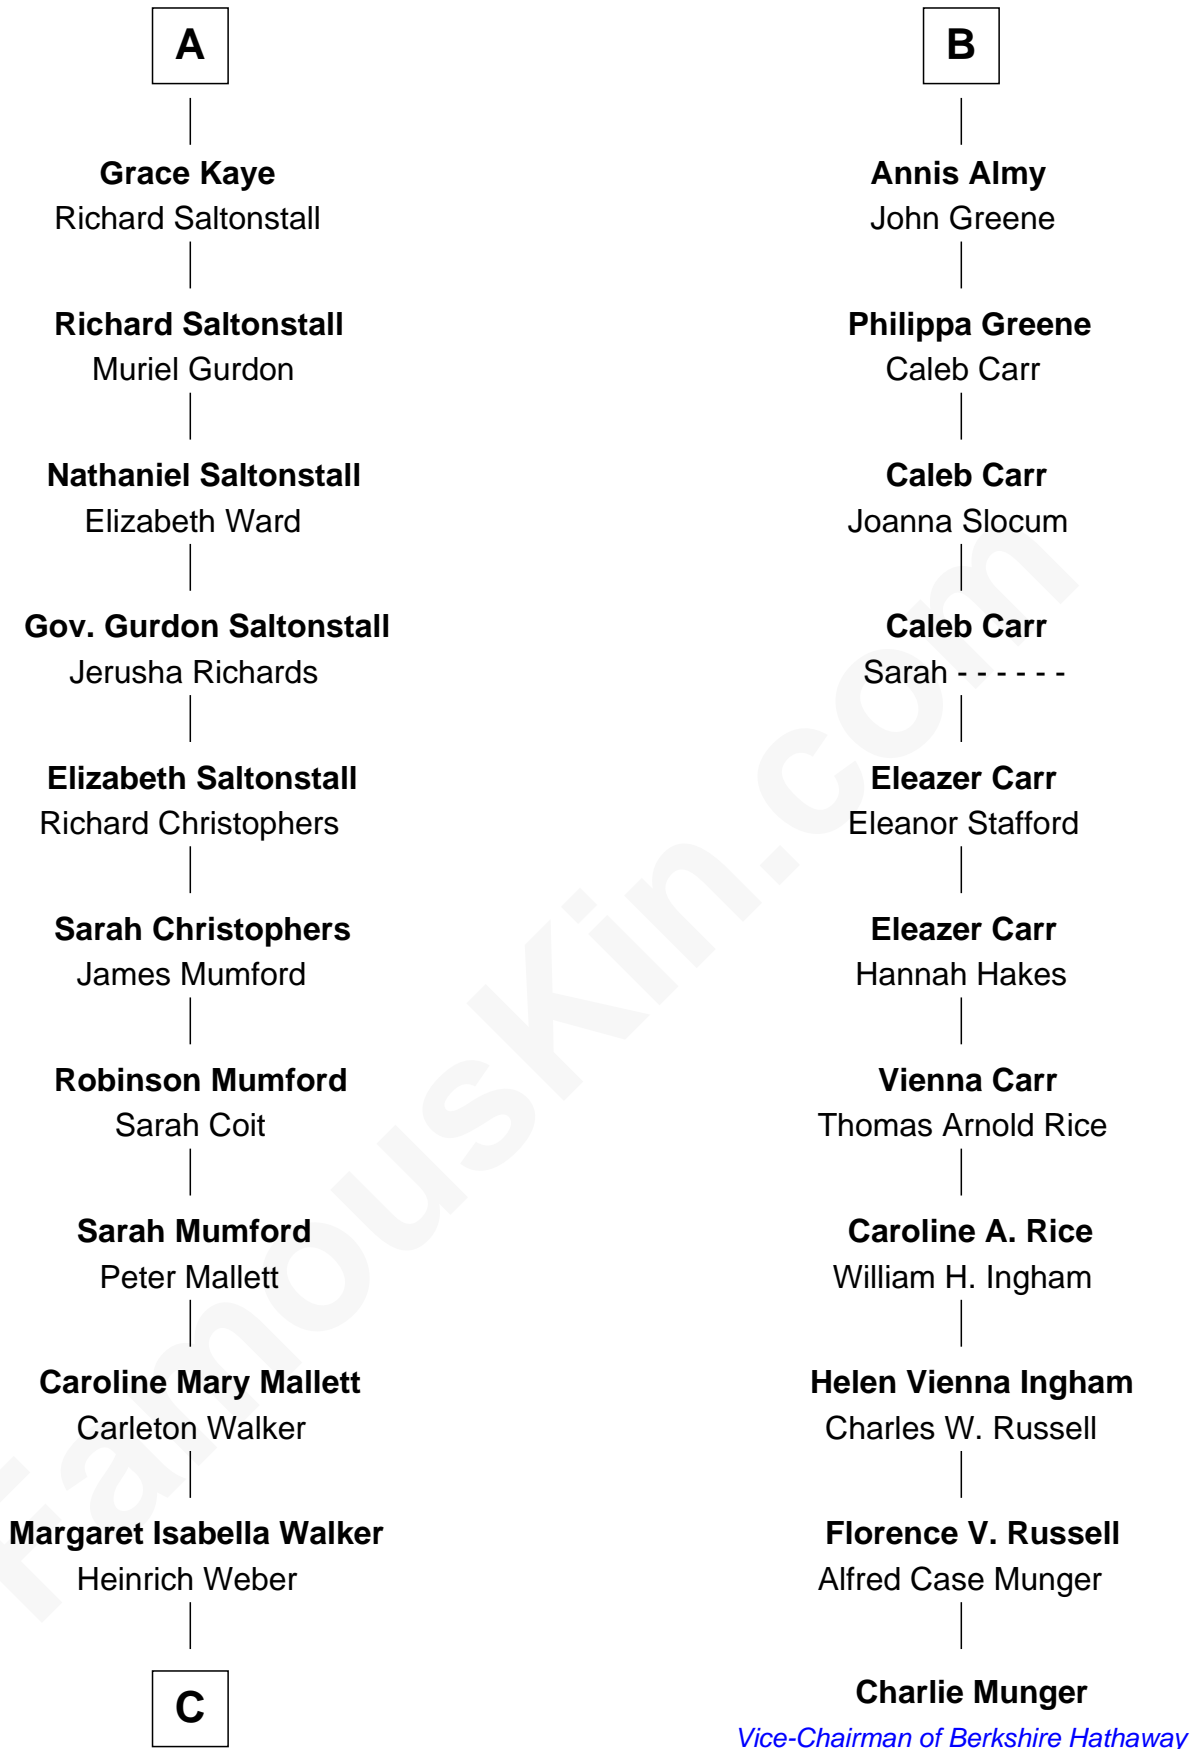 A
Grace Kaye
Richard Saltonstall
Richard Saltonstall
Muriel Gurdon
Nathaniel Saltonstall
Elizabeth Ward
Gov. Gurdon Saltonstall
Jerusha Richards
Elizabeth Saltonstall
Richard Christophers
Sarah Christophers
James Mumford
Robinson Mumford
Sarah Coit
Sarah Mumford
Peter Mallett
Caroline Mary Mallett
Carleton Walker
Margaret Isabella Walker
Heinrich Weber
C
B
Annis Almy
John Greene
Philippa Greene
Caleb Carr
Caleb Carr
Joanna Slocum
Caleb Carr
Sarah - - - - - -
Eleazer Carr
Eleanor Stafford
Eleazer Carr
Hannah Hakes
Vienna Carr
Thomas Arnold Rice
Caroline A. Rice
William H. Ingham
Helen Vienna Ingham
Charles W. Russell
Florence V. Russell
Alfred Case Munger
Charlie Munger
Vice-Chairman of Berkshire Hathaway
FamousKin.com